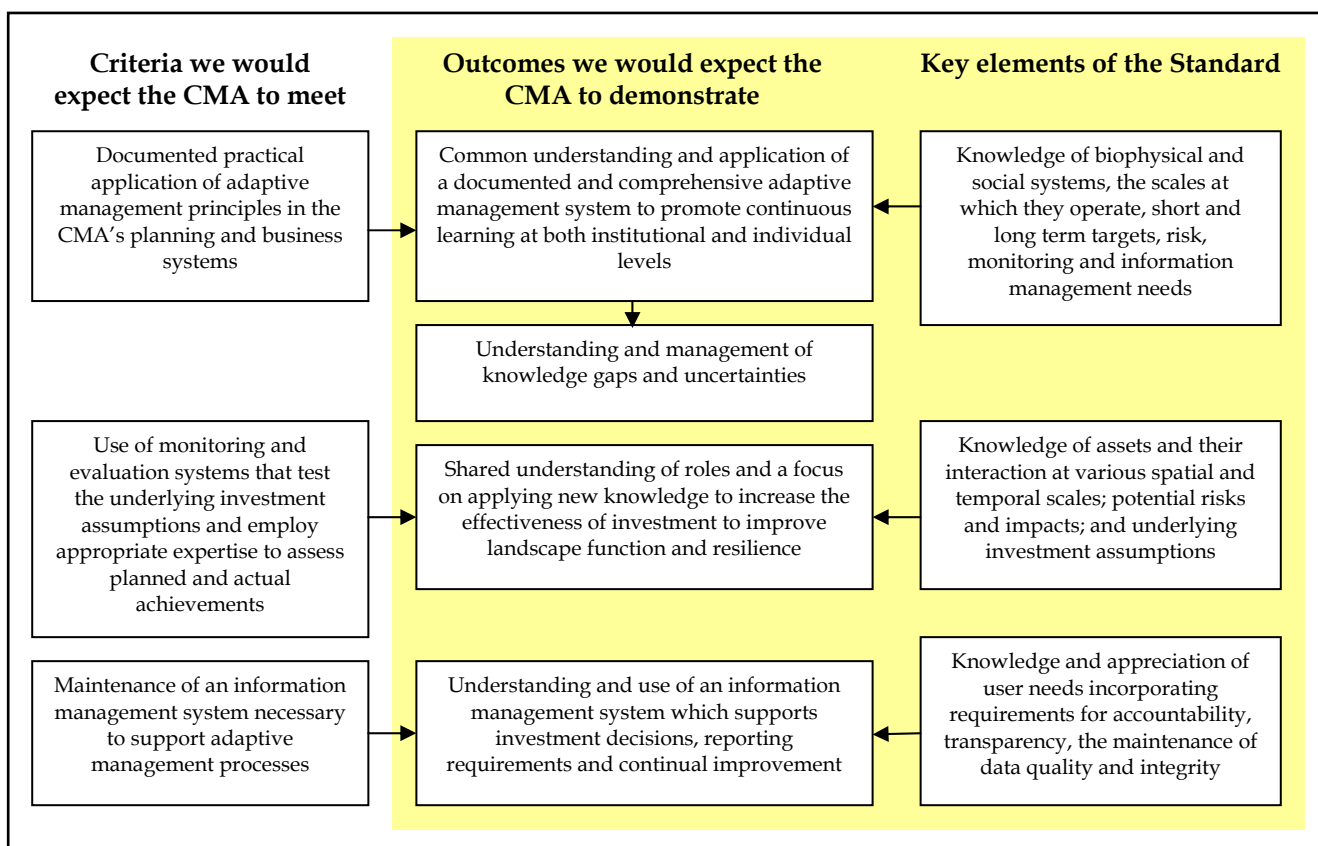 Criteria we would
expect the CMA to meet
Outcomes we would expect the
CMA to demonstrate
Key elements of the Standard
Documented practical
application of adaptive
management principles in the
CMA's planning and business
systems
Common understanding and application of
a documented and comprehensive adaptive
management system to promote continuous
learning at both institutional and individual
levels
Knowledge of biophysical and
social systems, the scales at
which they operate, short and
long term targets, risk,
monitoring and information
management needs
Understanding and management of
knowledge gaps and uncertainties
Use of monitoring and
evaluation systems that test
the underlying investment
assumptions and employ
appropriate expertise to assess
planned and actual
achievements
Shared understanding of roles and a focus
on applying new knowledge to increase the
effectiveness of investment to improve
landscape function and resilience
Knowledge of assets and their
interaction at various spatial and
temporal scales; potential risks
and impacts; and underlying
investment assumptions
Maintenance of an information
management system necessary
to support adaptive
management processes
Understanding and use of an information
management system which supports
investment decisions, reporting
requirements and continual improvement
Knowledge and appreciation of
user needs incorporating
requirements for accountability,
transparency, the maintenance of
data quality and integrity